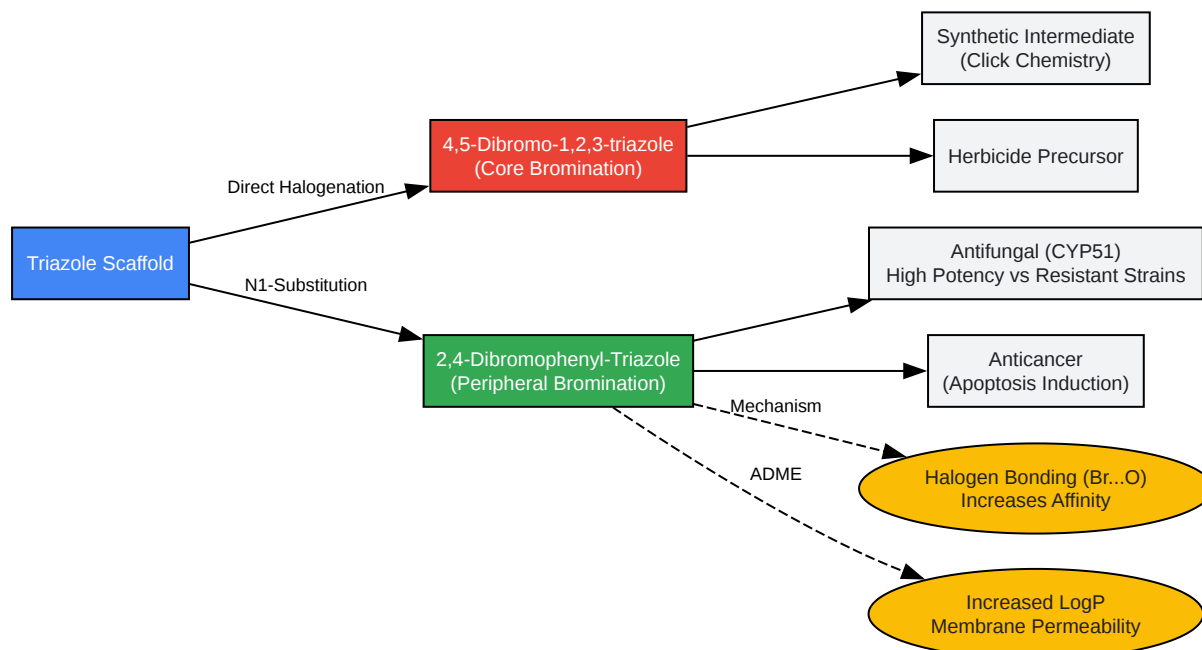 Synthetic Intermediate
(Click Chemistry)
4,5-Dibromo-1,2,3-triazole
(Core Bromination)
Herbicide Precursor
Direct Halogenation
Triazole Scaffold
N1-Substitution
Antifungal (CYP51)
High Potency vs Resistant Strains
2,4-Dibromophenyl-Triazole
(Peripheral Bromination)
Anticancer
(Apoptosis Induction)
Mechanism
Halogen Bonding (Br...O)
Increases Affinity
ADME
Increased LogP
Membrane Permeability